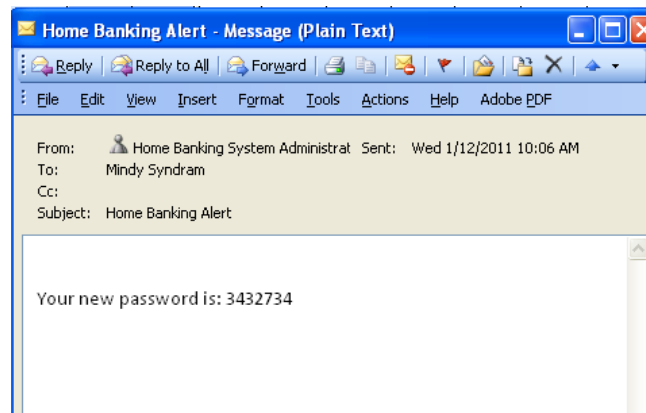 Home Banking Alert - Message (Plain Text)
Reply Reply to All Forward
File Edit View Insert Format Tools Actions Help Adobe PDF
From: Home Banking System Administrat Sent: Wed 1/12/2011 10:06 AM
To: Mindy Syndram
Cc:
Subject: Home Banking Alert
Your new password is: 3432734